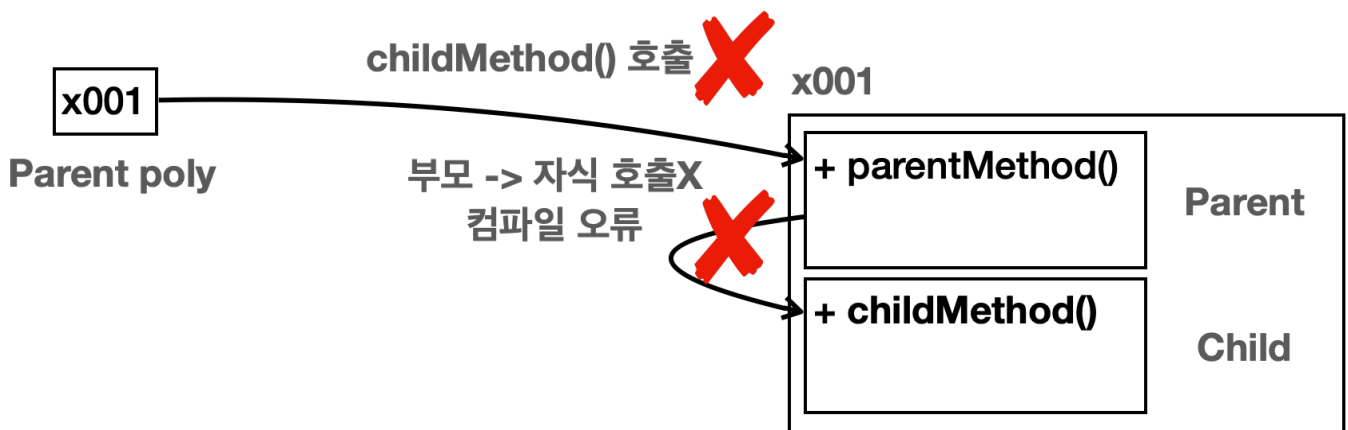 childMethod() 호출
x001
x001
Parent poly
부모 -> 자식 호출X
컴파일 오류
+ parentMethod()
Parent
+ childMethod()
Child